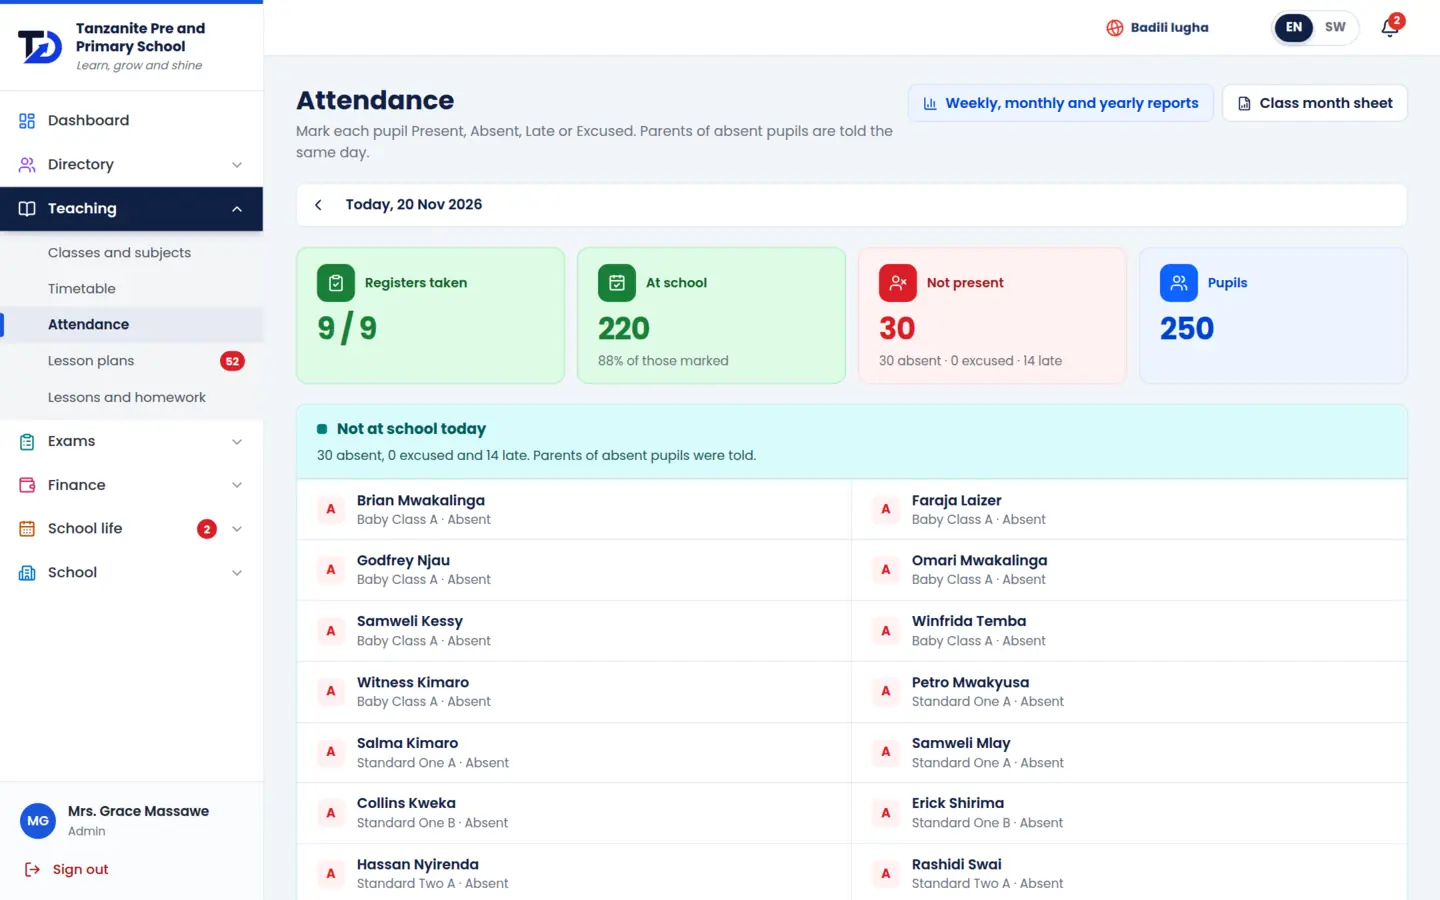 Tanzanite Pre and
Primary School
Learn, grow and shine
Dashboard
Directory
Teaching
Classes and subjects
Timetable
Attendance
Lesson plans 52
Lessons and homework
Exams
Finance
School life 2
School
MG
Mrs. Grace Massawe
Admin
Sign out
Badili lugha
EN SW
2
Attendance
Mark each pupil Present, Absent, Late or Excused. Parents of absent pupils are told the
same day.
Weekly, monthly and yearly reports
Class month sheet
Today, 20 Nov 2026
Registers taken
9 / 9
At school
220
88% of those marked
Not present
30
30 absent · 0 excused · 14 late
Pupils
250
Not at school today
30 absent, 0 excused and 14 late. Parents of absent pupils were told.
A
Brian Mwakalinga
Baby Class A · Absent
A
Faraja Laizer
Baby Class A · Absent
A
Godfrey Njau
Baby Class A · Absent
A
Omari Mwakalinga
Baby Class A · Absent
A
Samweli Kessy
Baby Class A · Absent
A
Winfrida Temba
Baby Class A · Absent
A
Witness Kimaro
Baby Class A · Absent
A
Petro Mwakyusa
Standard One A · Absent
A
Salma Kimaro
Standard One A · Absent
A
Samweli Mlay
Standard One A · Absent
A
Collins Kweka
Standard One B · Absent
A
Erick Shirima
Standard One B · Absent
A
Hassan Nyirenda
Standard Two A · Absent
A
Rashidi Swai
Standard Two A · Absent